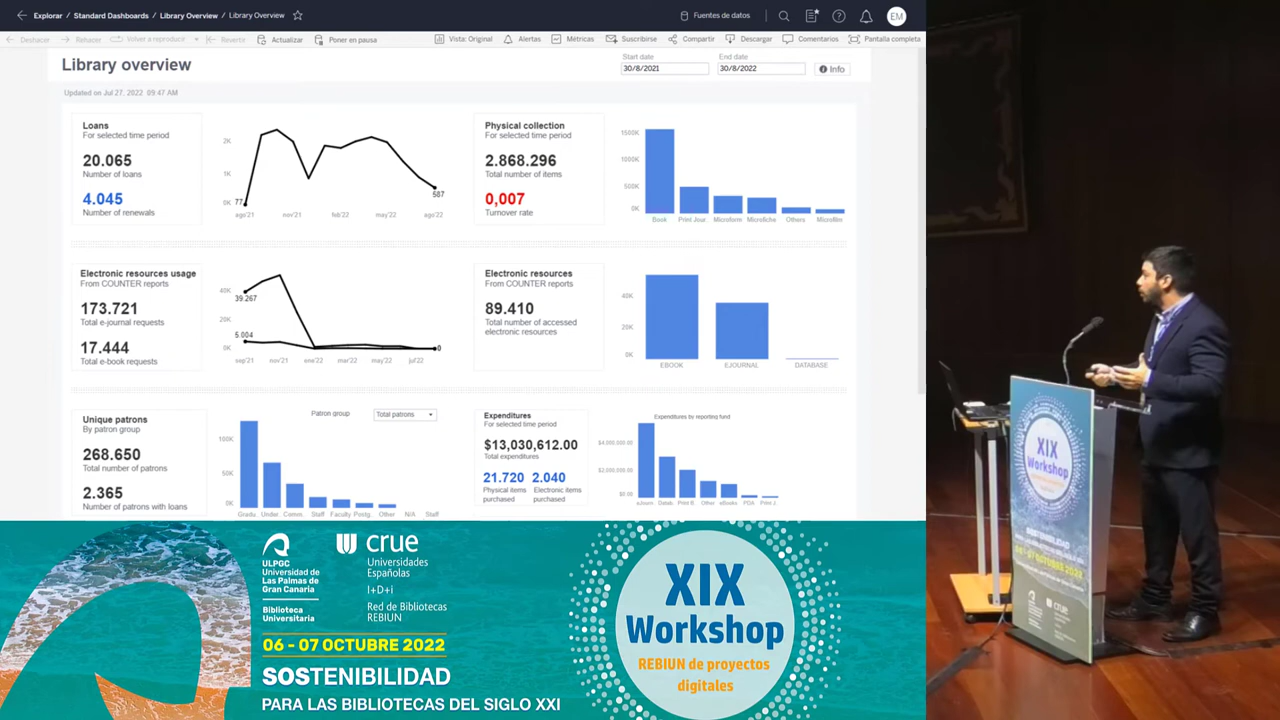 Explorar / Standard Dashboards / Library Overview / Library Overview
Fuentes de datos
EM
Deshacer
Rehacer
Volver a reproducir
Revertir
Actualizar
Poner en pausa
Vista: Original
Alertas
Métricas
Suscribirse
Compartir
Descargar
Comentarios
Pantalla completa
Library overview
Start date
30/8/2021
End date
30/8/2022
Info
Updated on Jul 27, 2022 09:47 AM
Loans
For selected time period
20.065
Number of loans
4.045
Number of renewals
2K
1K
0K
77
587
ago'21 nov'21 feb'22 may'22 ago'22
Physical collection
For selected time period
2.868.296
Total number of items
0,007
Turnover rate
1500K
1000K
500K
0K
Book Print Jour. Microform Microfiche Others Microfilm
Electronic resources usage
From COUNTER reports
173.721
Total e-journal requests
17.444
Total e-book requests
40K
39.267
20K
5 004
0K
0
sep'21 nov'21 ene'22 mar'22 may'22 jul'22
Electronic resources
From COUNTER reports
89.410
Total number of accessed
electronic resources
40K
20K
0K
EBOOK EJOURNAL DATABASE
Unique patrons
By patron group
268.650
Total number of patrons
2.365
Number of patrons with loans
Patron group
Total patrons
100K
50K
0K
Gradu. Under. Comm. Staff Faculty Postg. Other N/A Staff
Expenditures
For selected time period
$13,030,612.00
Total expenditures
21.720 2.040
Physical items Electronic items
purchased purchased
Expenditures by reporting fund
$4,000,000.00
$2,000,000.00
$0.00
eJourn. Datab. Print B. Other eBooks PDA Print J.
ULPGC
Universidad de
Las Palmas de
Gran Canaria
Biblioteca
Universitaria
crue
Universidades
Españolas
I+D+i
Red de Bibliotecas
REBIUN
06 - 07 OCTUBRE 2022
SOSTENIBILIDAD
PARA LAS BIBLIOTECAS DEL SIGLO XXI
XIX
Workshop
REBIUN de proyectos
digitales
XIX
Workshop
SOSTENIBILIDAD
06-07 OCTUBRE 2022
crue